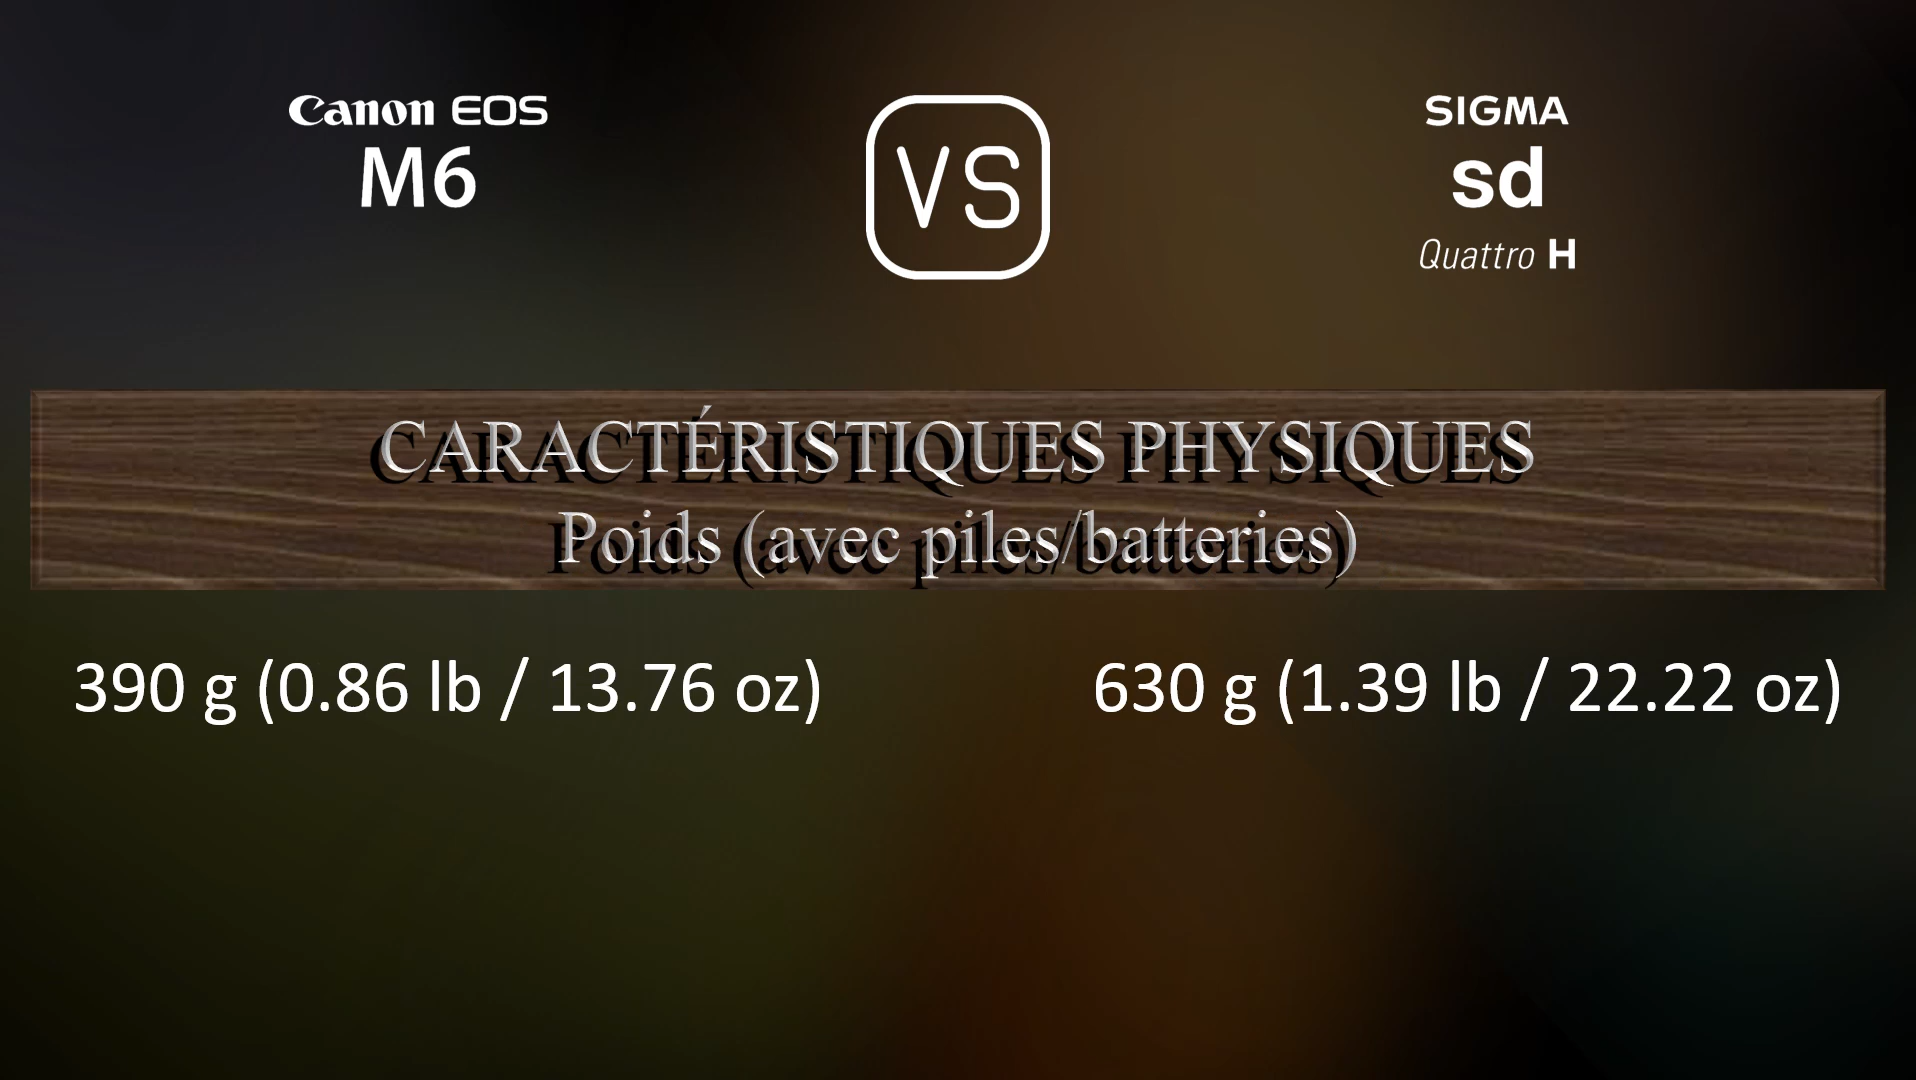 Canon EOS
M6
VS
SIGMA
sd
Quattro H
CARACTÉRISTIQUES PHYSIQUES
Poids (avec piles/batteries)
390 g (0.86 lb / 13.76 oz)
630 g (1.39 lb / 22.22 oz)